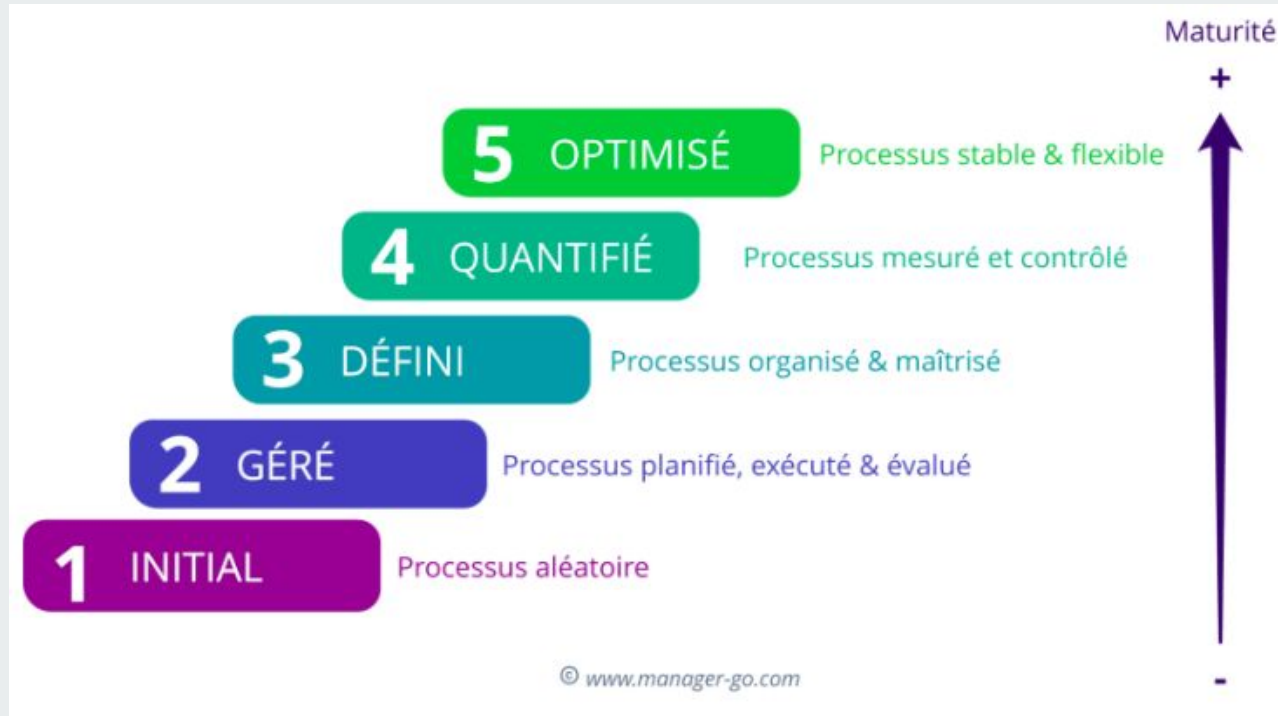 Maturité
+
5 OPTIMISÉ Processus stable & flexible
4 QUANTIFIÉ Processus mesuré et contrôlé
3 DÉFINI Processus organisé & maîtrisé
2 GÉRÉ Processus planifié, exécuté & évalué
1 INITIAL Processus aléatoire
© www.manager-go.com
-